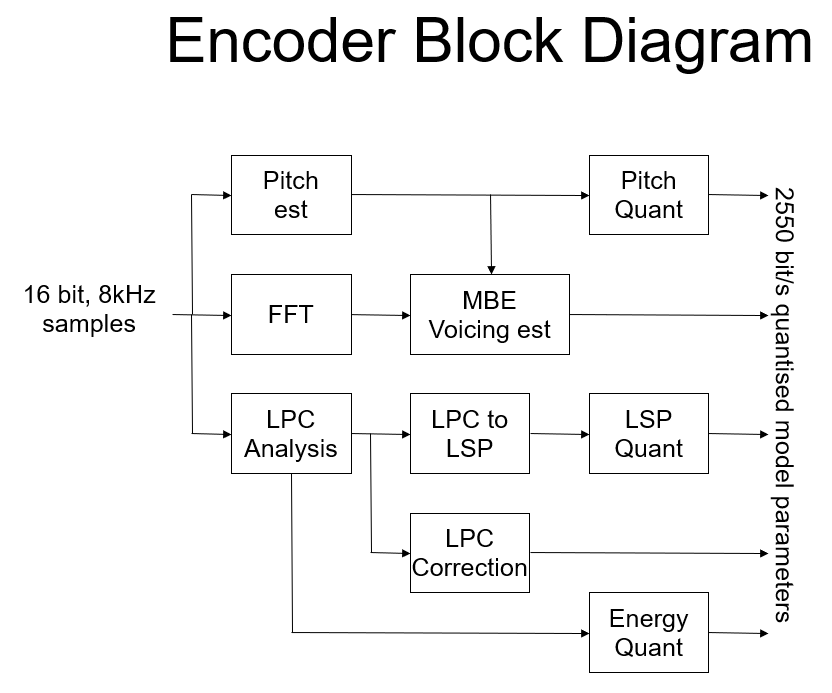 Encoder Block Diagram
Pitch
est
Pitch
Quant
16 bit, 8kHz
samples
FFT
MBE
Voicing est
LPC
Analysis
LPC to
LSP
LSP
Quant
LPC
Correction
Energy
Quant
2550 bit/s quantised model parameters